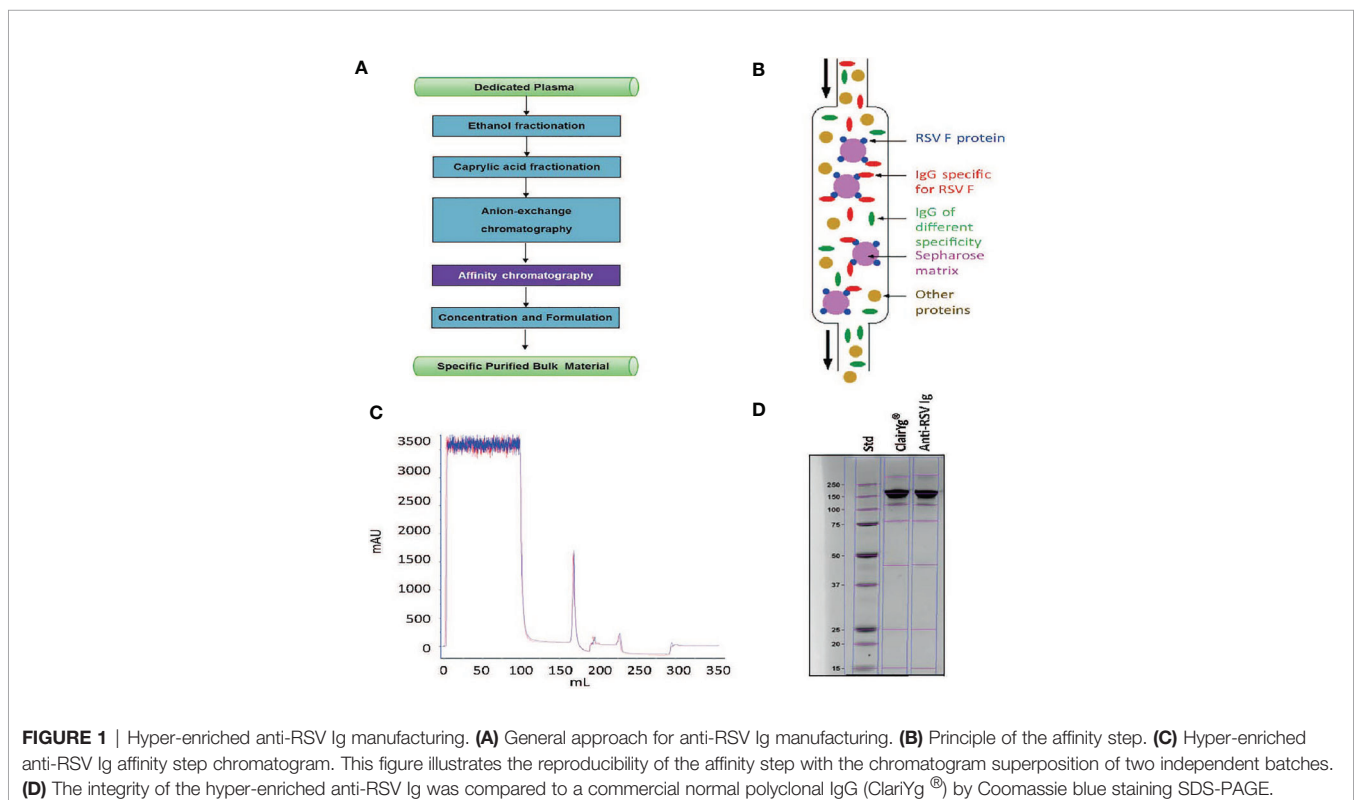 A
Dedicated Plasma
Ethanol fractionation
Caprylic acid fractionation
Anion-exchange
chromatography
Affinity chromatography
Concentration and Formulation
Specific Purified Bulk Material
B
RSV F protein
IgG specific
for RSV F
IgG of
different
specificity
Sepharose
matrix
Other
proteins
C
mAU
3500
3000
2500
2000
1500
1000
500
0
0 50 100 150 200 250 300 350
mL
D
Std
ClairYg®
Anti-RSV Ig
250
150
100
75
50
37
25
20
15
FIGURE 1 | Hyper-enriched anti-RSV Ig manufacturing. (A) General approach for anti-RSV Ig manufacturing. (B) Principle of the affinity step. (C) Hyper-enriched
anti-RSV Ig affinity step chromatogram. This figure illustrates the reproducibility of the affinity step with the chromatogram superposition of two independent batches.
(D) The integrity of the hyper-enriched anti-RSV Ig was compared to a commercial normal polyclonal IgG (ClariYg ®) by Coomassie blue staining SDS-PAGE.